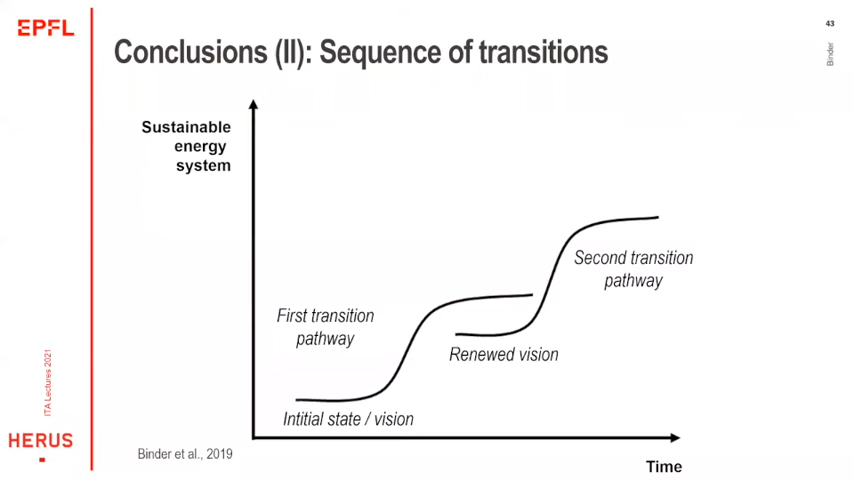 EPFL
43
Binder
Conclusions (II): Sequence of transitions
Sustainable
energy
system
Second transition
pathway
First transition
pathway
Renewed vision
Intitial state / vision
ITA Lectures 2021
HERUS
Binder et al., 2019
Time